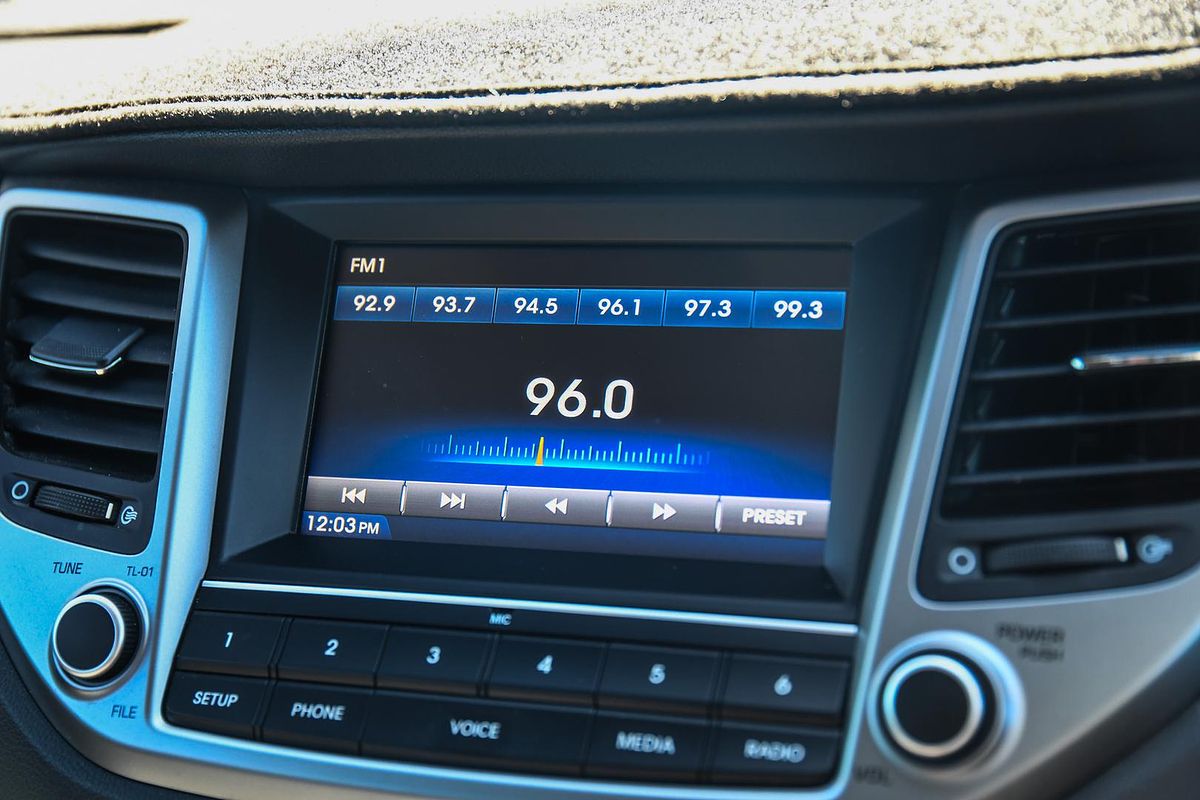 FM1
92.9 93.7 94.5 96.1 97.3 99.3
96.0
PRESET
12:03 PM
TUNE TL-01
MIC
POWER
PUSH
1 2 3 4 5 6
SETUP PHONE VOICE MEDIA RADIO
FILE
VOL